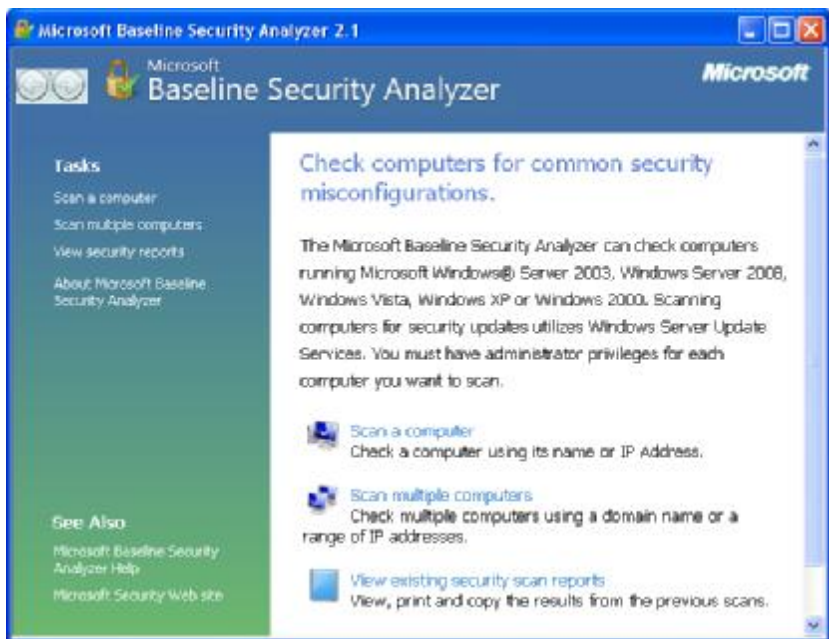 Microsoft Baseline Security Analyzer 2.1
Microsoft
Baseline Security Analyzer
Microsoft
Tasks
Scan a computer
Scan multiple computers
View security reports
About Microsoft Baseline
Security Analyzer
See Also
Microsoft Baseline Security
Analyzer Help
Microsoft Security Web site
Check computers for common security
misconfigurations.
The Microsoft Baseline Security Analyzer can check computers
running Microsoft Windows® Server 2003, Windows Server 2008,
Windows Vista, Windows XP or Windows 2000. Scanning
computers for security updates utilizes Windows Server Update
Services. You must have administrator privileges for each
computer you want to scan.
Scan a computer
Check a computer using its name or IP Address.
Scan multiple computers
Check multiple computers using a domain name or a
range of IP addresses.
View existing security scan reports
View, print and copy the results from the previous scans.